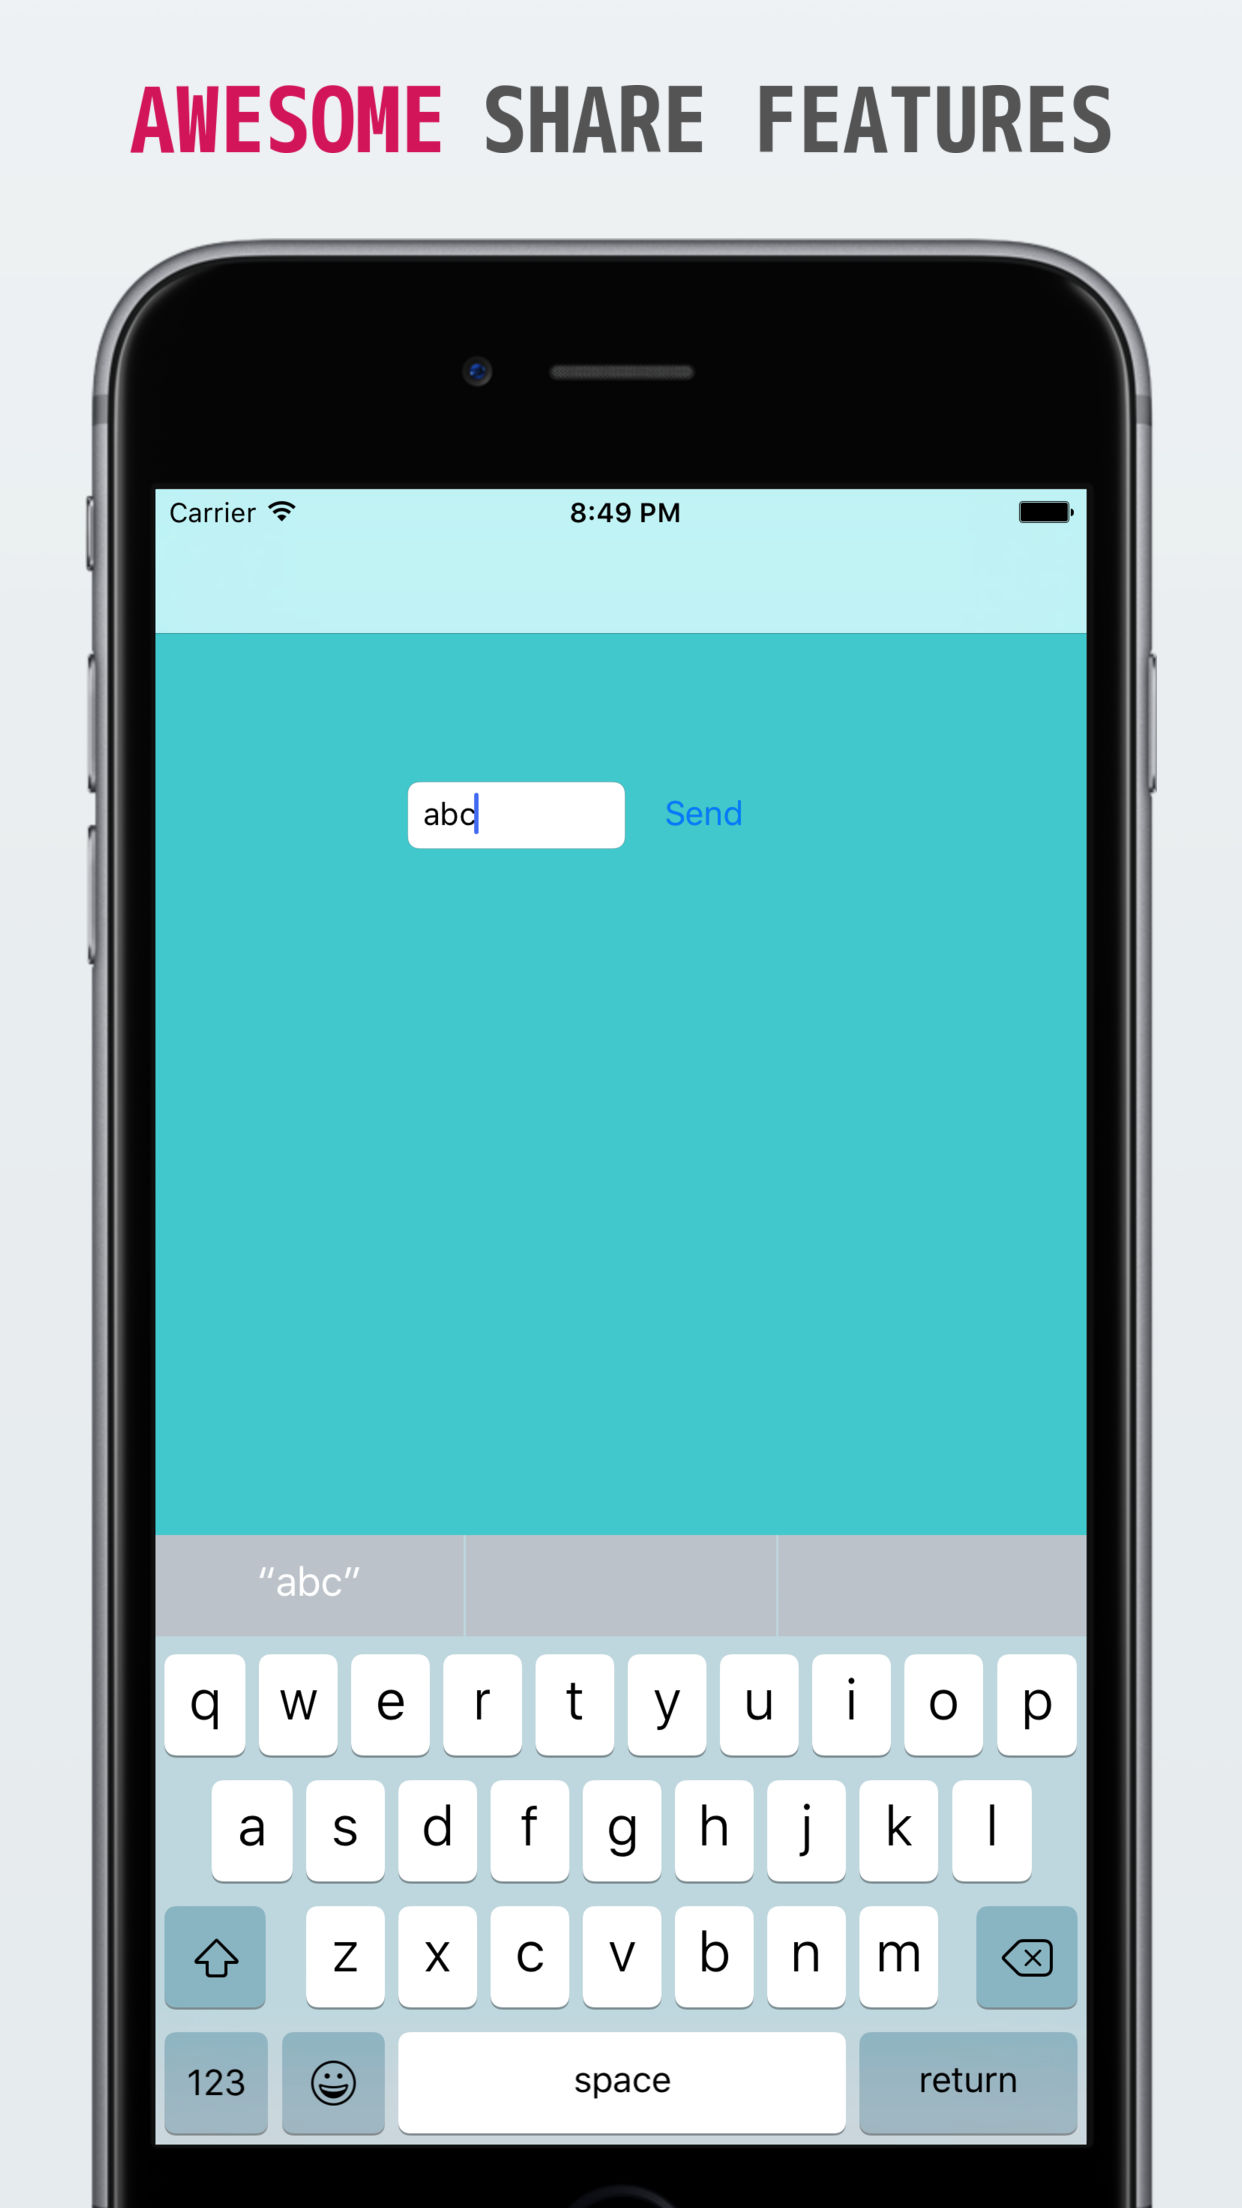 AWESOME SHARE FEATURES
Carrier 8:49 PM
abc Send
“abc”
q w e r t y u i o p
a s d f g h j k l
z x c v b n m
123 space return